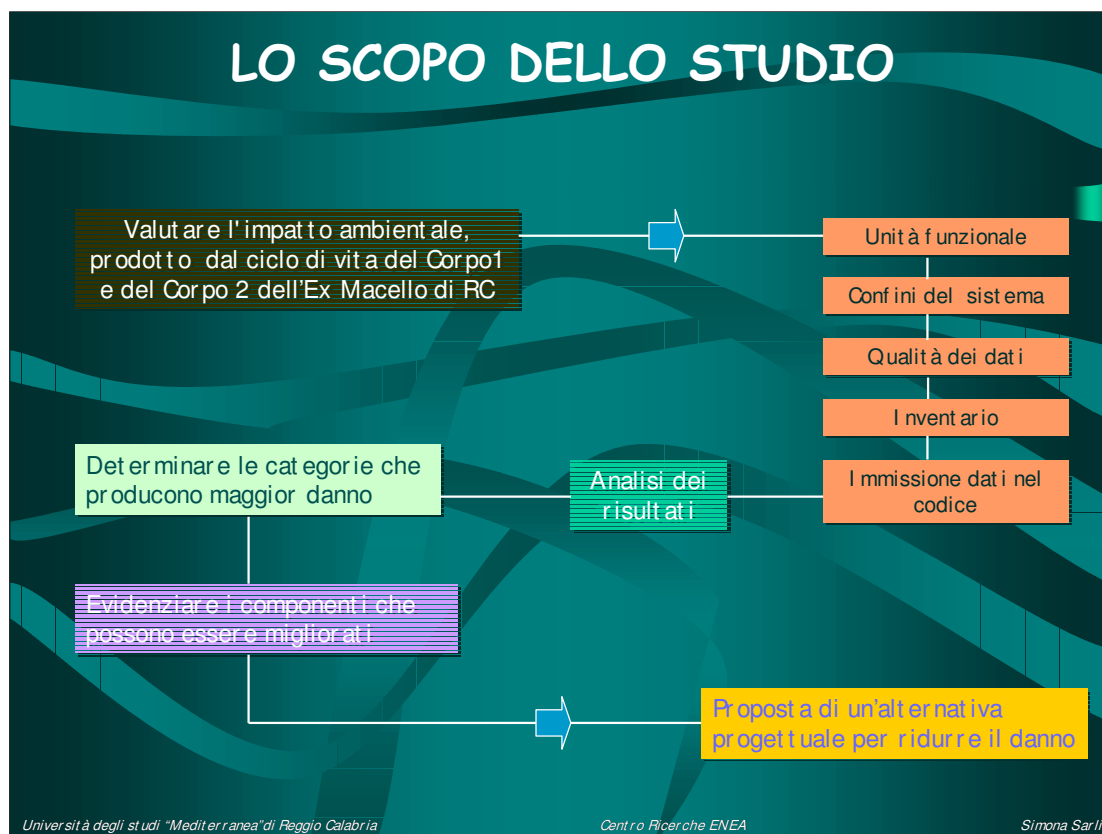 LO SCOPO DELLO STUDIO
Valutare l'impatto ambientale,
prodotto dal ciclo di vita del Corpo1
e del Corpo 2 dell'Ex Macello di RC
Unità funzionale
Confini del sistema
Qualità dei dati
Inventario
Immissione dati nel
codice
Analisi dei
risultati
Determinare le categorie che
producono maggior danno
Evidenziare i componenti che
possono essere migliorati
Proposta di un'alternativa
progettuale per ridurre il danno
Università degli studi "Mediterranea"di Reggio Calabria
Centro Ricerche ENEA
Simona Sarli